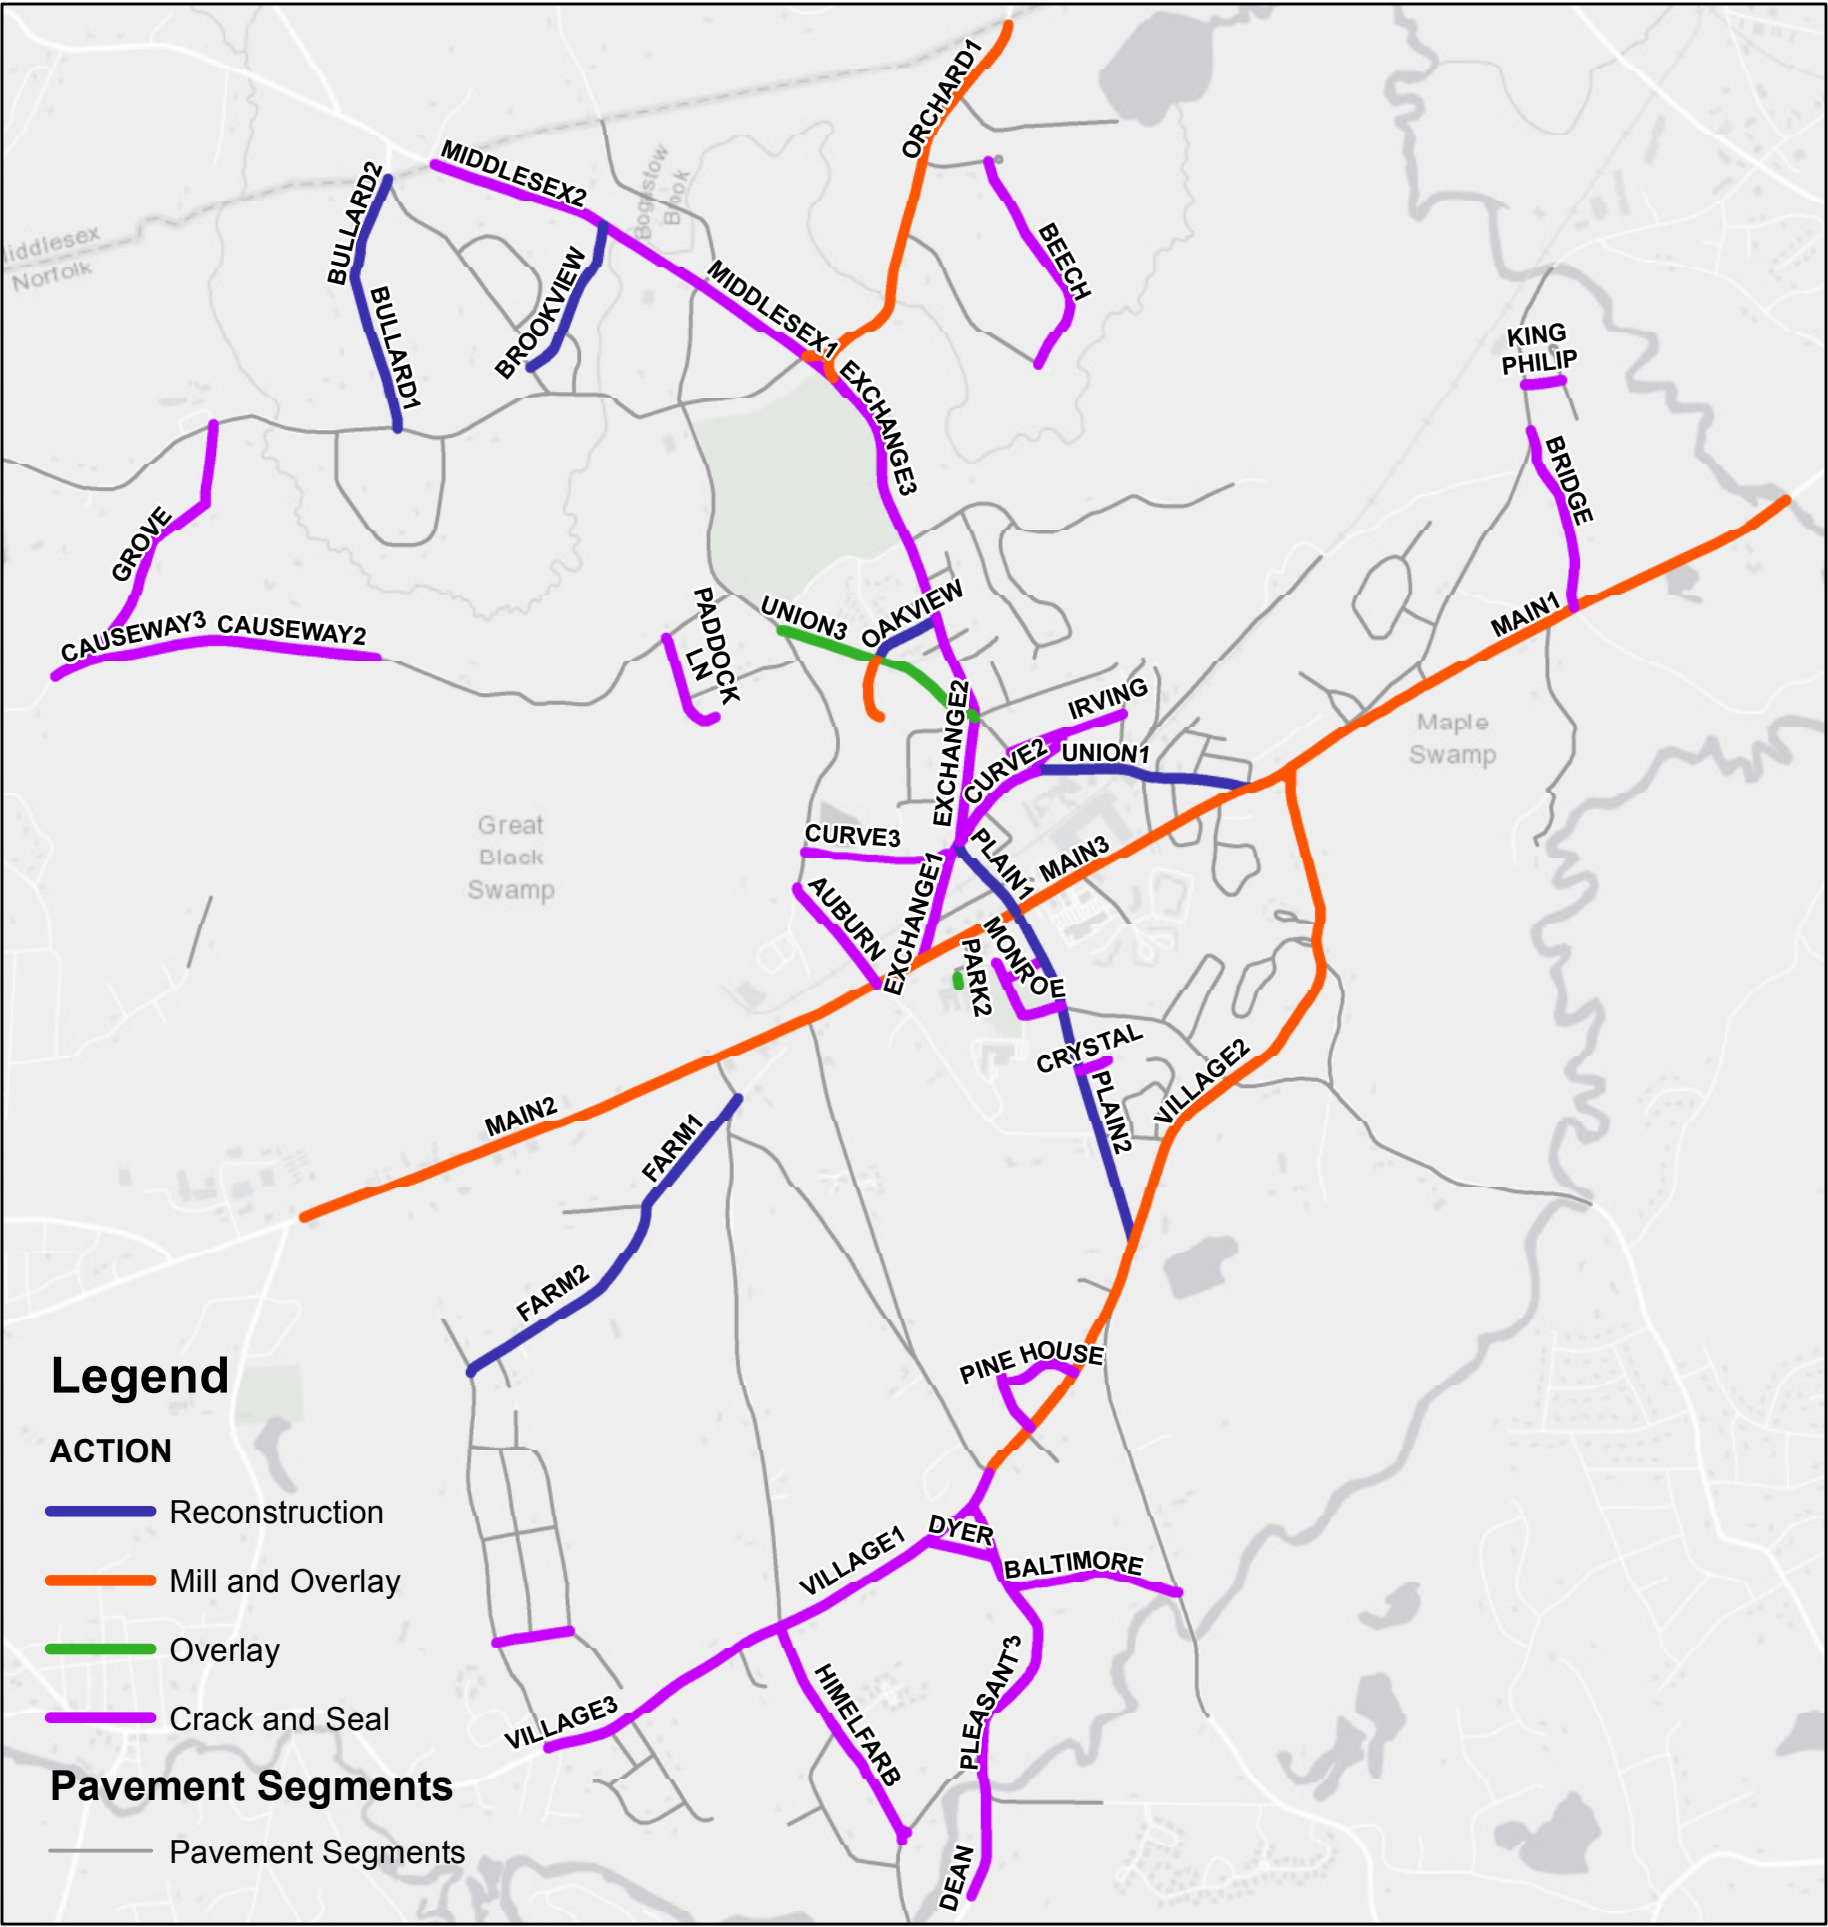 ORCHARD1
MIDDLESEX2
BULLARD2
Bogastow
Brook
iddlesex
Norfolk
BEECH
BROOKVIEW
MIDDLESEX1
BULLARD1
KING
PHILIP
EXCHANGE3
BRIDGE
GROVE
PADDOCK
LN
UNION3
OAKVIEW
MAIN1
CAUSEWAY3
CAUSEWAY2
IRVING
Maple
Swamp
EXCHANGE2
CURVE2
UNION1
Great
Black
Swamp
CURVE3
PLAIN1
MAIN3
AUBURN
EXCHANGE1
MONROE
PARK2
CRYSTAL
PLAIN2
VILLAGE2
MAIN2
FARM1
FARM2
PINE HOUSE
Legend
ACTION
Reconstruction
Mill and Overlay
Overlay
Crack and Seal
Pavement Segments
Pavement Segments
DYER
VILLAGE1
BALTIMORE
HIMELFARB
PLEASANT3
VILLAGE3
DEAN